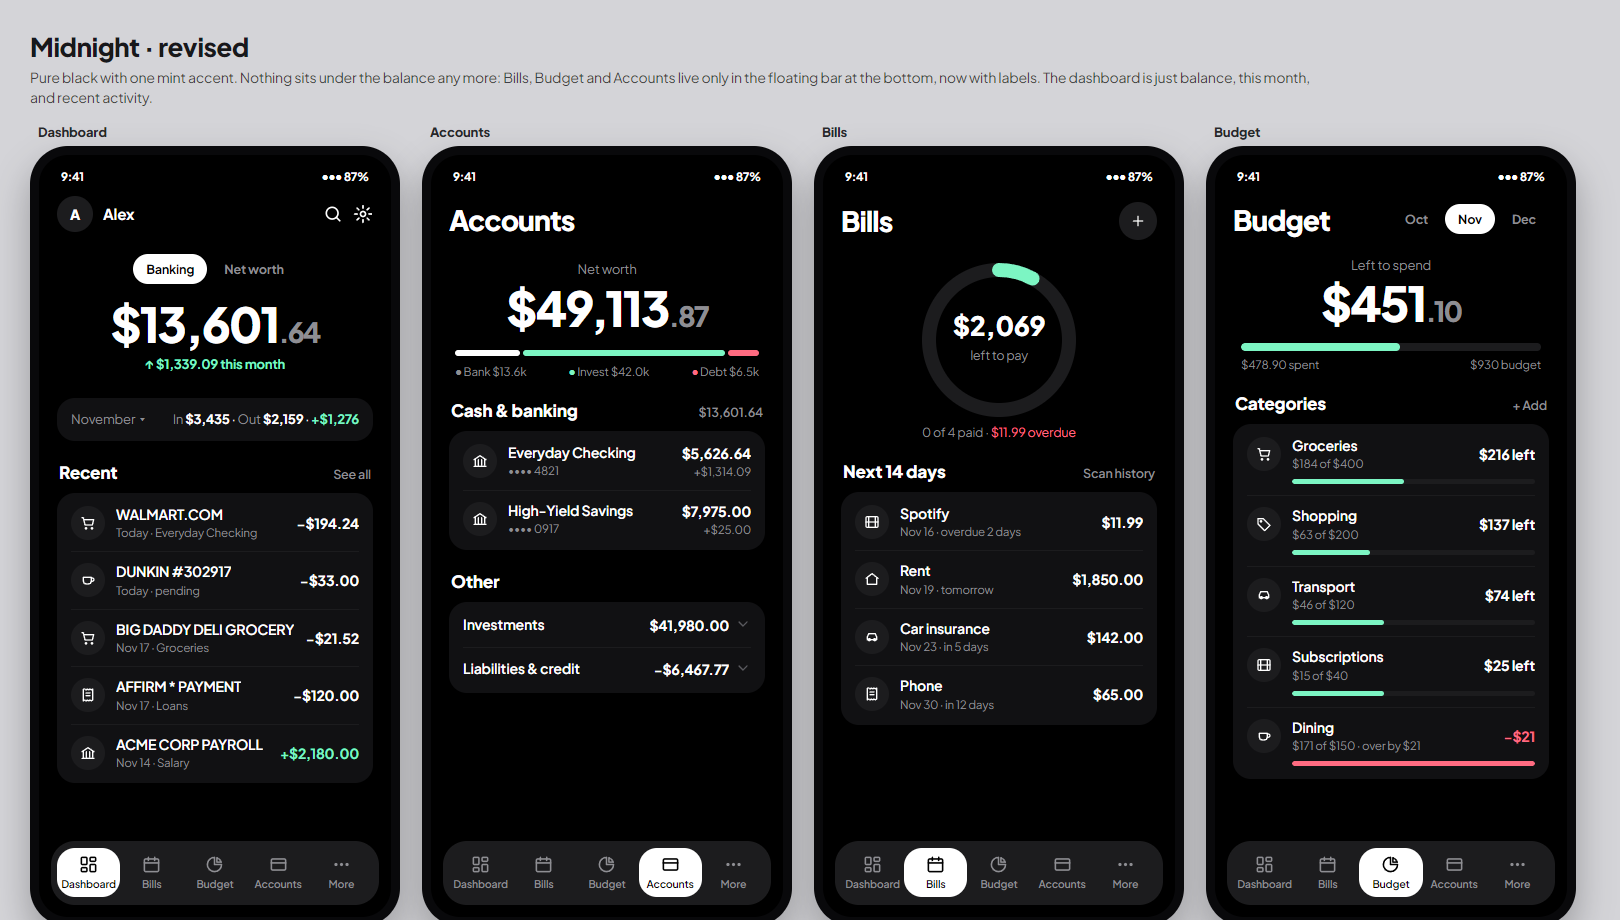 Midnight · revised
Pure black with one mint accent. Nothing sits under the balance any more: Bills, Budget and Accounts live only in the floating bar at the bottom, now with labels. The dashboard is just balance, this month,
and recent activity.
Dashboard
9:41 ●●● 87%
A Alex
Banking Net worth
$13,601.64
↑ $1,339.09 this month
November In $3,435 · Out $2,159 · +$1,276
Recent See all
WALMART.COM −$194.24
Today · Everyday Checking
DUNKIN #302917 −$33.00
Today · pending
BIG DADDY DELI GROCERY −$21.52
Nov 17 · Groceries
AFFIRM * PAYMENT −$120.00
Nov 17 · Loans
ACME CORP PAYROLL +$2,180.00
Nov 14 · Salary
Dashboard Bills Budget Accounts More
Accounts
9:41 ●●● 87%
Accounts
Net worth
$49,113.87
Bank $13.6k Invest $42.0k Debt $6.5k
Cash & banking $13,601.64
Everyday Checking $5,626.64
•••• 4821 +$1,314.09
High-Yield Savings $7,975.00
•••• 0917 +$25.00
Other
Investments $41,980.00
Liabilities & credit −$6,467.77
Dashboard Bills Budget Accounts More
Bills
9:41 ●●● 87%
Bills +
$2,069
left to pay
0 of 4 paid · $11.99 overdue
Next 14 days Scan history
Spotify $11.99
Nov 16 · overdue 2 days
Rent $1,850.00
Nov 19 · tomorrow
Car insurance $142.00
Nov 23 · in 5 days
Phone $65.00
Nov 30 · in 12 days
Dashboard Bills Budget Accounts More
Budget
9:41 ●●● 87%
Budget Oct Nov Dec
Left to spend
$451.10
$478.90 spent $930 budget
Categories + Add
Groceries $216 left
$184 of $400
Shopping $137 left
$63 of $200
Transport $74 left
$46 of $120
Subscriptions $25 left
$15 of $40
Dining −$21
$171 of $150 · over by $21
Dashboard Bills Budget Accounts More